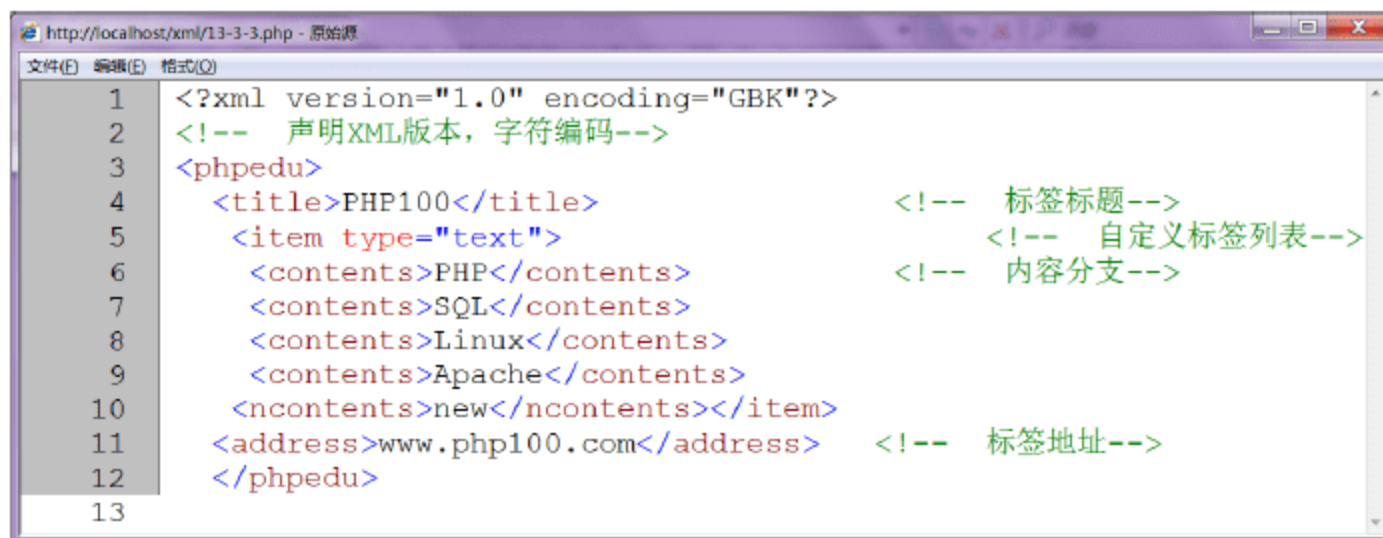 http://localhost/xml/13-3-3.php - 原始源
文件(F) 编辑(E) 格式(O)
1 <?xml version="1.0" encoding="GBK"?>
2 <!-- 声明XML版本，字符编码-->
3 <phpedu>
4 <title>PHP100</title> <!-- 标签标题-->
5 <item type="text"> <!-- 自定义标签列表-->
6 <contents>PHP</contents> <!-- 内容分支-->
7 <contents>SQL</contents>
8 <contents>Linux</contents>
9 <contents>Apache</contents>
10 <ncontents>new</ncontents></item>
11 <address>www.php100.com</address> <!-- 标签地址-->
12 </phpedu>
13